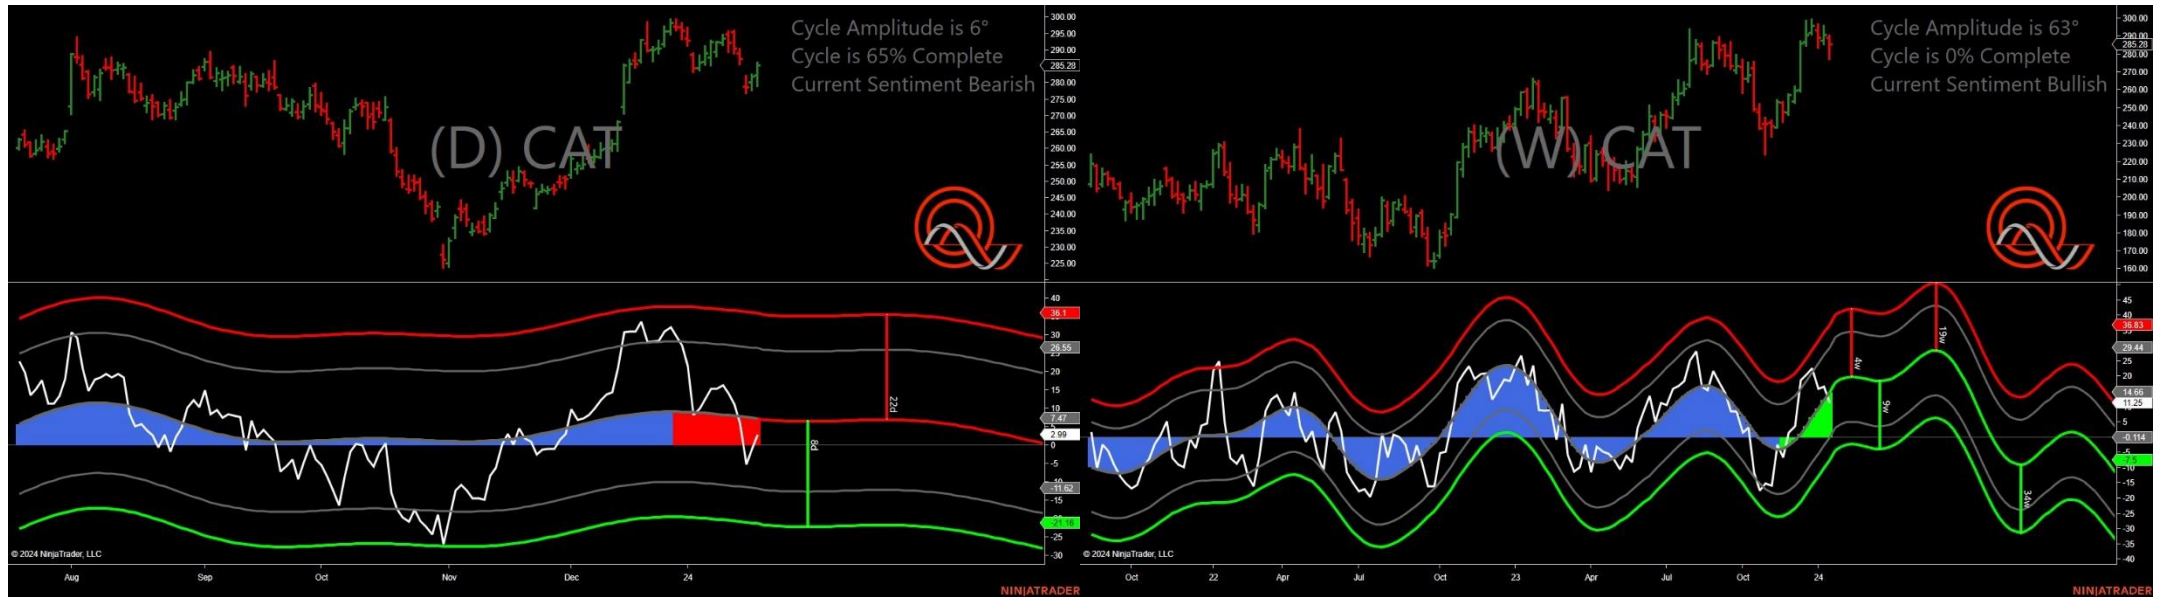 Cycle Amplitude is 6°
Cycle is 65% Complete
Current Sentiment Bearish
(D) CAT
300.00
295.00
290.00
285.28
280.00
275.00
270.00
265.00
260.00
255.00
250.00
245.00
240.00
235.00
230.00
225.00
40
36.1
30
26.55
20
15
10
7.47
2.99
0
-5
-11.62
-15
-21.16
-30
22d
8d
© 2024 NinjaTrader, LLC
Aug
Sep
Oct
Nov
Dec
24
NINJATRADER
Cycle Amplitude is 63°
Cycle is 0% Complete
Current Sentiment Bullish
(W) CAT
300.00
290.00
285.28
280.00
270.00
260.00
250.00
240.00
230.00
220.00
210.00
200.00
190.00
180.00
170.00
160.00
45
40
36.83
29.44
25
20
14.66
11.25
5
-0.114
-7.5
-10
-15
-20
-25
-30
-35
-40
4w
9w
19w
34w
© 2024 NinjaTrader, LLC
Oct
22
Apr
Jul
Oct
23
Apr
Jul
Oct
24
NINJATRADER